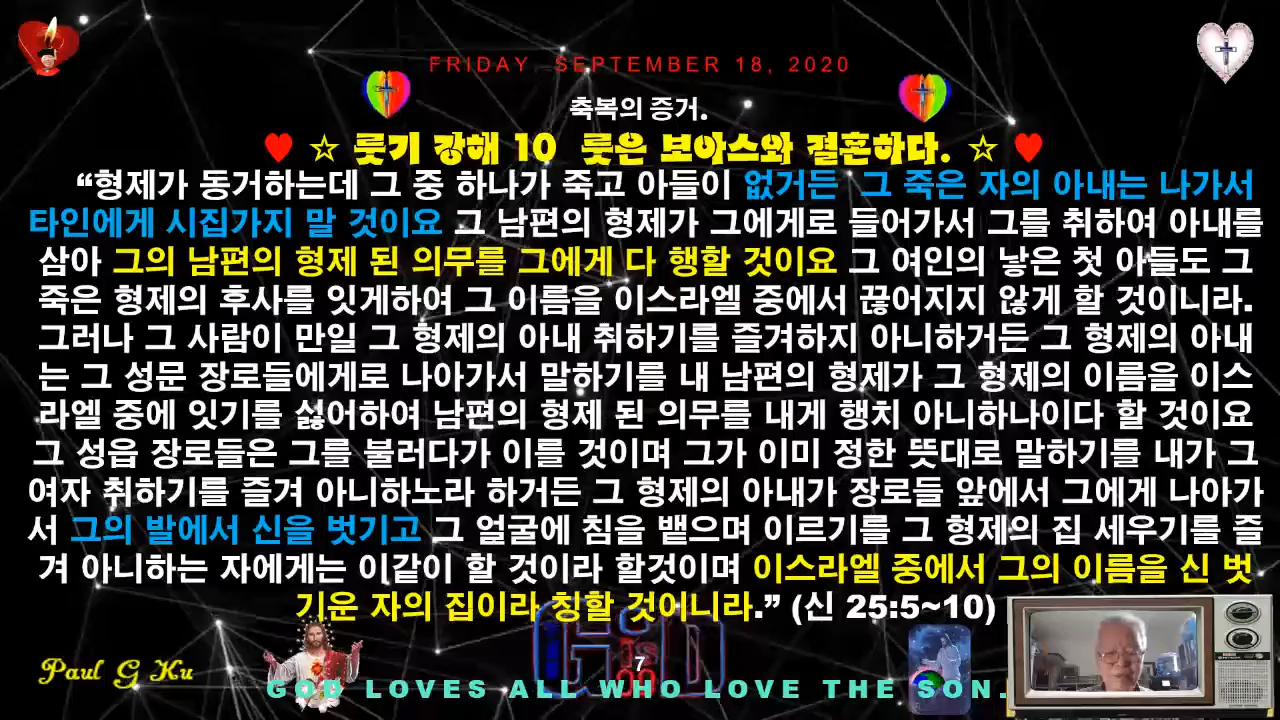 FRIDAY SEPTEMBER 18, 2020
축복의 증거.
♥ ☆ 룻기 강해 10 룻은 보아스와 결혼하다. ☆ ♥
“형제가 동거하는데 그 중 하나가 죽고 아들이 없거든 그 죽은 자의 아내는 나가서
타인에게 시집가지 말 것이요 그 남편의 형제가 그에게로 들어가서 그를 취하여 아내를
삼아 그의 남편의 형제 된 의무를 그에게 다 행할 것이요 그 여인의 낳은 첫 아들도 그
죽은 형제의 후사를 잇게하여 그 이름을 이스라엘 중에서 끊어지지 않게 할 것이니라.
그러나 그 사람이 만일 그 형제의 아내 취하기를 즐겨하지 아니하거든 그 형제의 아내
는 그 성문 장로들에게로 나아가서 말하기를 내 남편의 형제가 그 형제의 이름을 이스
라엘 중에 잇기를 싫어하여 남편의 형제 된 의무를 내게 행치 아니하나이다 할 것이요
그 성읍 장로들은 그를 불러다가 이를 것이며 그가 이미 정한 뜻대로 말하기를 내가 그
여자 취하기를 즐겨 아니하노라 하거든 그 형제의 아내가 장로들 앞에서 그에게 나아가
서 그의 발에서 신을 벗기고 그 얼굴에 침을 뱉으며 이르기를 그 형제의 집 세우기를 즐
겨 아니하는 자에게는 이같이 할 것이라 할것이며 이스라엘 중에서 그의 이름을 신 벗
기운 자의 집이라 칭할 것이니라.” (신 25:5~10)
7
Paul G Ku
GOD LOVES ALL WHO LOVE THE SON.